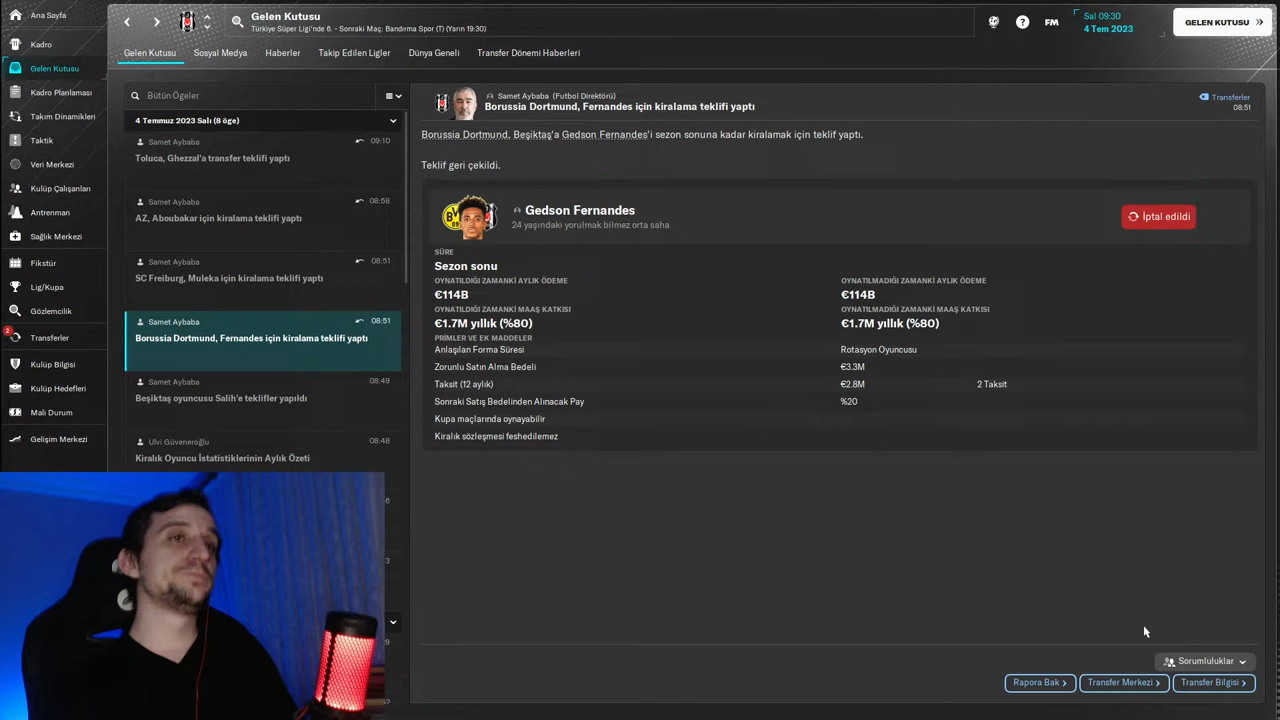 Ana Sayfa
Kadro
Gelen Kutusu
Kadro Planlaması
Takım Dinamikleri
Taktik
Veri Merkezi
Kulüp Çalışanları
Antrenman
Sağlık Merkezi
Fikstür
Lig/Kupa
Gözlemcilik
2
Transferler
Kulüp Bilgisi
Kulüp Hedefleri
Mali Durum
Gelişim Merkezi
Gelen Kutusu
Türkiye Süper Ligi'nde 6. - Sonraki Maç: Bandırma Spor (T) (Yarın 19:30)
FM
Sal 09:30
4 Tem 2023
GELEN KUTUSU
Gelen Kutusu
Sosyal Medya
Haberler
Takip Edilen Ligler
Dünya Geneli
Transfer Dönemi Haberleri
Bütün Ögeler
4 Temmuz 2023 Salı (8 öge)
Samet Aybaba 09:10
Toluca, Ghezzal'a transfer teklifi yaptı
Samet Aybaba 08:58
AZ, Aboubakar için kiralama teklifi yaptı
Samet Aybaba 08:51
SC Freiburg, Muleka için kiralama teklifi yaptı
Samet Aybaba 08:51
Borussia Dortmund, Fernandes için kiralama teklifi yaptı
Samet Aybaba 08:49
Beşiktaş oyuncusu Salih'e teklifler yapıldı
Ulvi Güveneroğlu 08:48
Kiralık Oyuncu İstatistiklerinin Aylık Özeti
Samet Aybaba (Futbol Direktörü)
Borussia Dortmund, Fernandes için kiralama teklifi yaptı
Transferler
08:51
Borussia Dortmund, Beşiktaş'a Gedson Fernandes'i sezon sonuna kadar kiralamak için teklif yaptı.
Teklif geri çekildi.
Gedson Fernandes
24 yaşındaki yorulmak bilmez orta saha
İptal edildi
SÜRE
Sezon sonu
OYNATILDIĞI ZAMANKİ AYLIK ÖDEME
€114B
OYNATILMADIĞI ZAMANKİ AYLIK ÖDEME
€114B
OYNATILDIĞI ZAMANKİ MAAŞ KATKISI
€1.7M yıllık (%80)
OYNATILMADIĞI ZAMANKİ MAAŞ KATKISI
€1.7M yıllık (%80)
PRİMLER VE EK MADDELER
Anlaşılan Forma Süresi Rotasyon Oyuncusu
Zorunlu Satın Alma Bedeli €3.3M
Taksit (12 aylık) €2.8M 2 Taksit
Sonraki Satış Bedelinden Alınacak Pay %20
Kupa maçlarında oynayabilir
Kiralık sözleşmesi feshedilemez
Sorumluluklar
Rapora Bak
Transfer Merkezi
Transfer Bilgisi